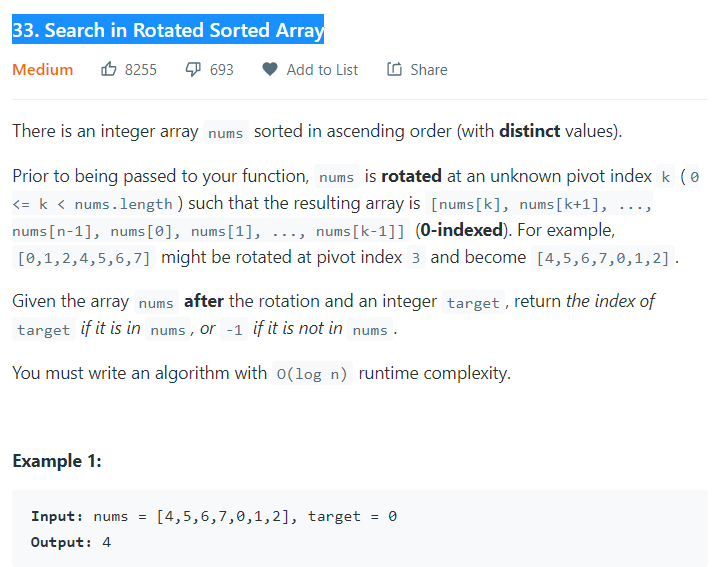 33. Search in Rotated Sorted Array
Medium 8255 693 Add to List Share
There is an integer array nums sorted in ascending order (with distinct values).
Prior to being passed to your function, nums is rotated at an unknown pivot index k (0
<= k < nums.length) such that the resulting array is [nums[k], nums[k+1], ...,
nums[n-1], nums[0], nums[1], ..., nums[k-1]] (0-indexed). For example,
[0,1,2,4,5,6,7] might be rotated at pivot index 3 and become [4,5,6,7,0,1,2].
Given the array nums after the rotation and an integer target, return the index of
target if it is in nums, or -1 if it is not in nums.
You must write an algorithm with O(log n) runtime complexity.
Example 1:
Input: nums = [4,5,6,7,0,1,2], target = 0
Output: 4